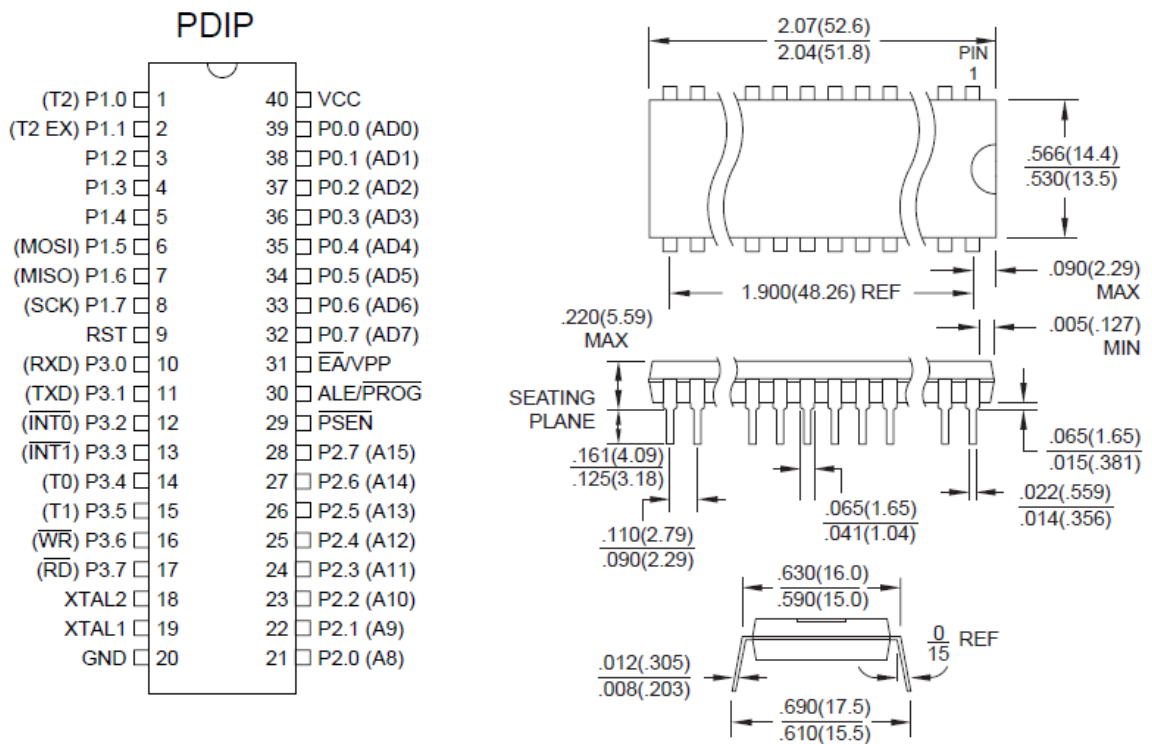 PDIP
(T2) P1.0 1 40 VCC
(T2 EX) P1.1 2 39 P0.0 (AD0)
P1.2 3 38 P0.1 (AD1)
P1.3 4 37 P0.2 (AD2)
P1.4 5 36 P0.3 (AD3)
(MOSI) P1.5 6 35 P0.4 (AD4)
(MISO) P1.6 7 34 P0.5 (AD5)
(SCK) P1.7 8 33 P0.6 (AD6)
RST 9 32 P0.7 (AD7)
(RXD) P3.0 10 31 E̅A̅/VPP
(TXD) P3.1 11 30 ALE/P̅R̅O̅G̅
(I̅N̅T̅0̅) P3.2 12 29 P̅S̅E̅N̅
(I̅N̅T̅1̅) P3.3 13 28 P2.7 (A15)
(T0) P3.4 14 27 P2.6 (A14)
(T1) P3.5 15 26 P2.5 (A13)
(W̅R̅) P3.6 16 25 P2.4 (A12)
(R̅D̅) P3.7 17 24 P2.3 (A11)
XTAL2 18 23 P2.2 (A10)
XTAL1 19 22 P2.1 (A9)
GND 20 21 P2.0 (A8)
2.07(52.6)
2.04(51.8)
PIN
1
.566(14.4)
.530(13.5)
1.900(48.26) REF
.090(2.29)
MAX
.220(5.59)
MAX
.005(.127)
MIN
SEATING
PLANE
.161(4.09)
.125(3.18)
.065(1.65)
.015(.381)
.022(.559)
.014(.356)
.065(1.65)
.041(1.04)
.110(2.79)
.090(2.29)
.630(16.0)
.590(15.0)
0
15
REF
.012(.305)
.008(.203)
.690(17.5)
.610(15.5)